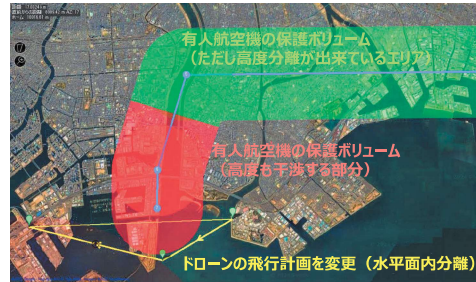 有人航空機の保護ボリューム
（ただし高度分離が出来ているエリア）
有人航空機の保護ボリューム
（高度も干渉する部分）
ドローンの飛行計画を変更（水平面内分離）